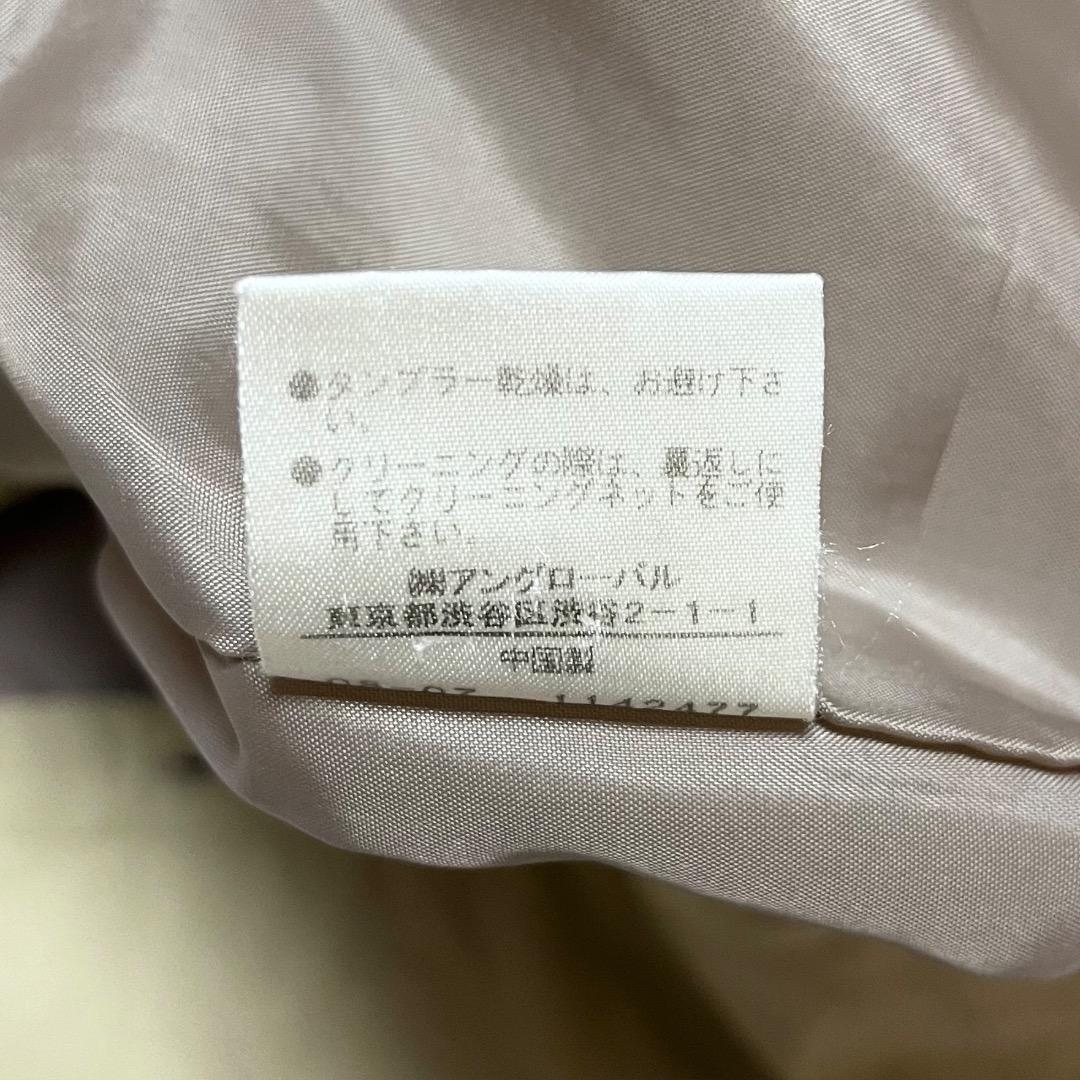 ●タンブラー乾燥は、お避け下さ
い。
●クリーニングの際は、裏返しに
してクリーニングネットをご使
用下さい。
㈱アングローバル
東京都渋谷区渋谷2-1-1
中国製
1142477